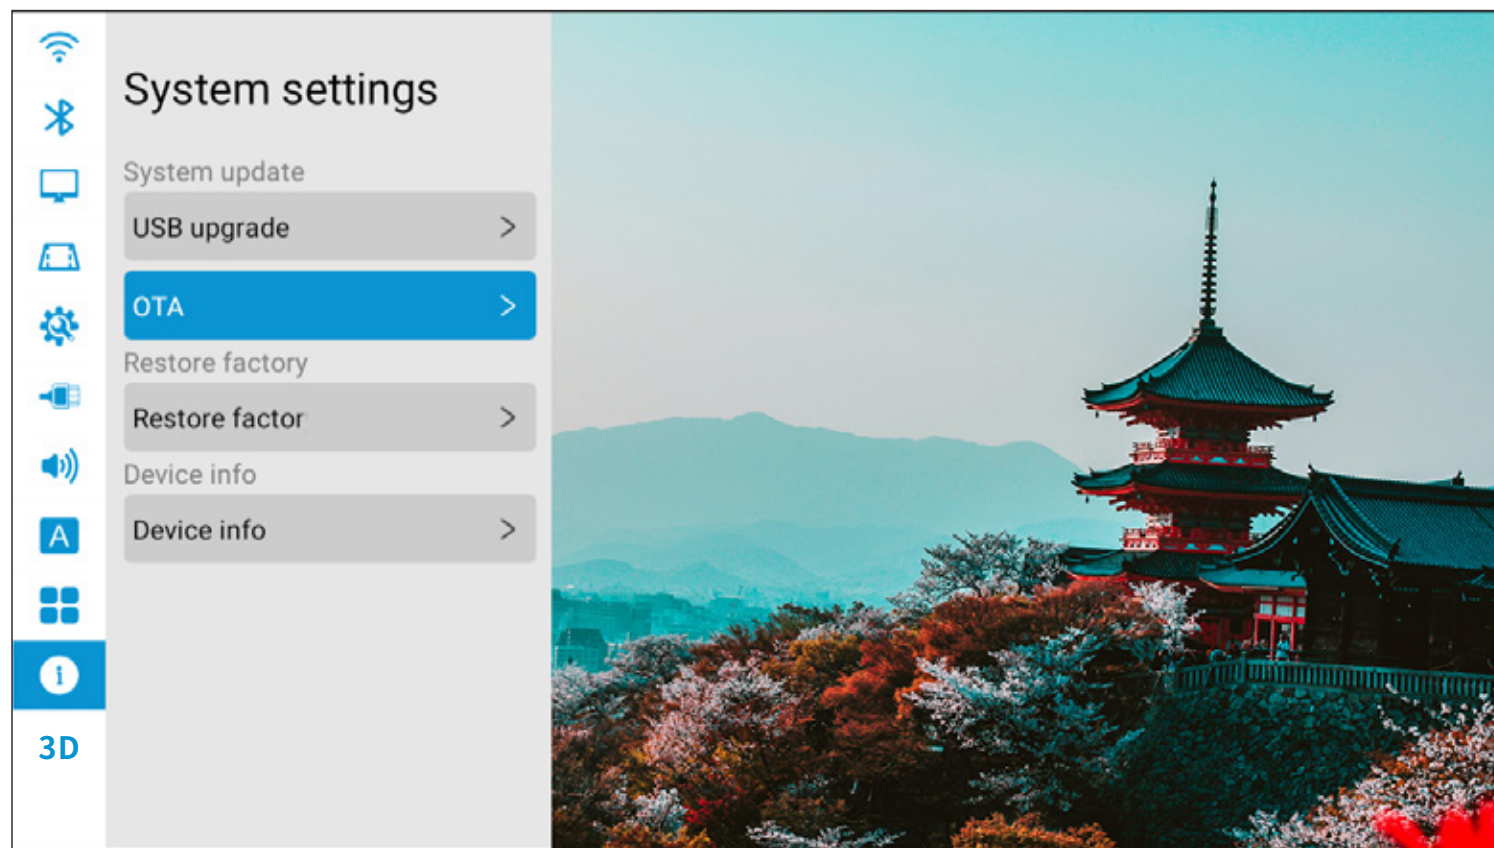 System settings
System update
USB upgrade
OTA
Restore factory
Restore factor
Device info
Device info
A
3D